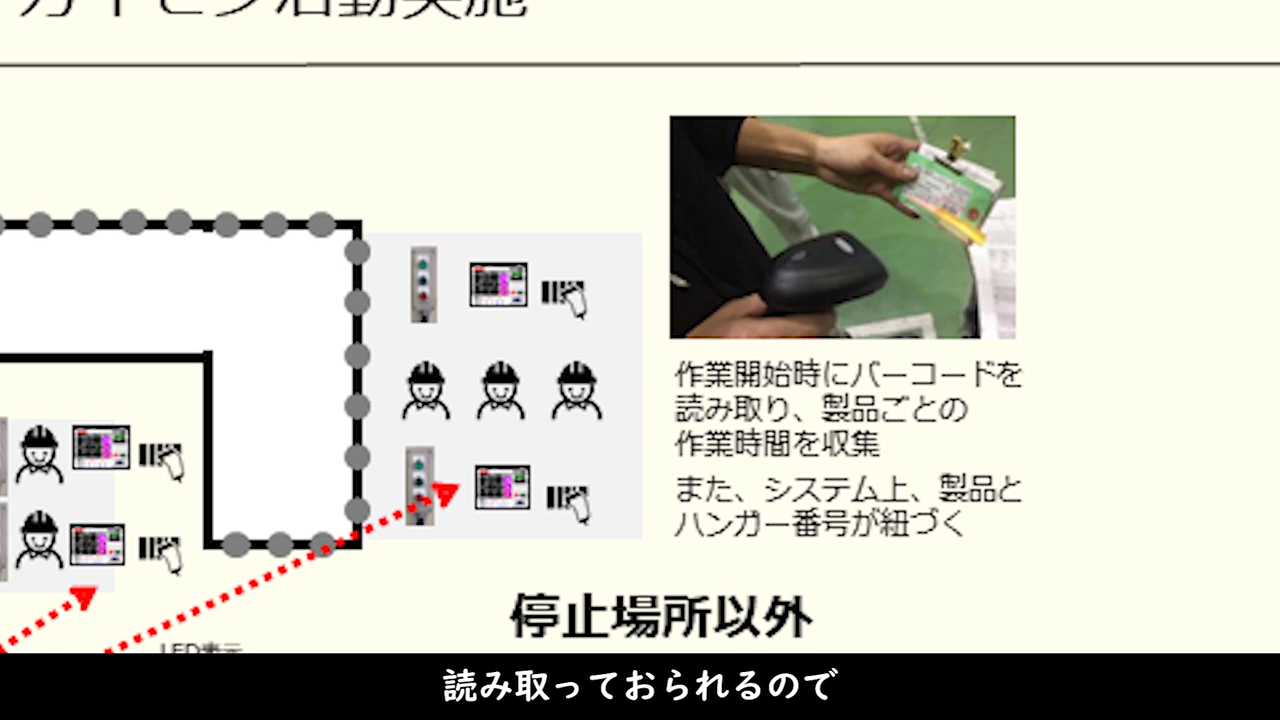 カイゼン活動実施
作業開始時にバーコードを
読み取り、製品ごとの
作業時間を収集
また、システム上、製品と
ハンガー番号が紐づく
停止場所以外
LED表示
読み取っておられるので